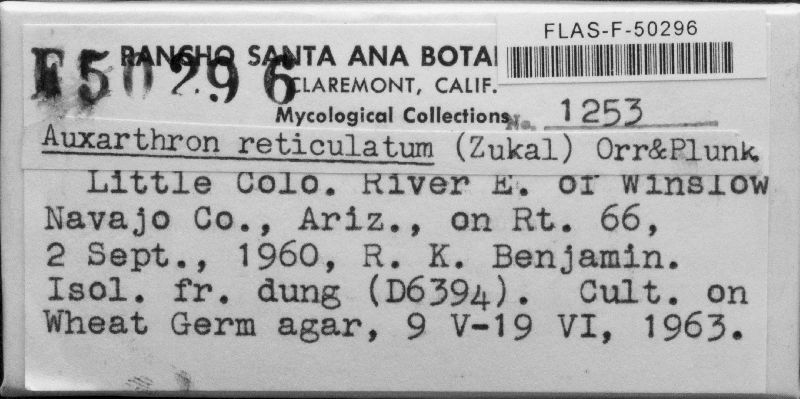 FLAS-F-50296
RANCHO SANTA ANA
F50296
CLAREMONT, CALIF.
Mycological Collections
No. 1253
Auxarthron reticulatum (Zukal) Orr&Plunk.
Little Colo. River E. of Winslow
Navajo Co., Ariz., on Rt. 66,
2 Sept., 1960, R. K. Benjamin.
Isol. fr. dung (D6394). Cult. on
Wheat Germ agar, 9 V-19 VI, 1963.